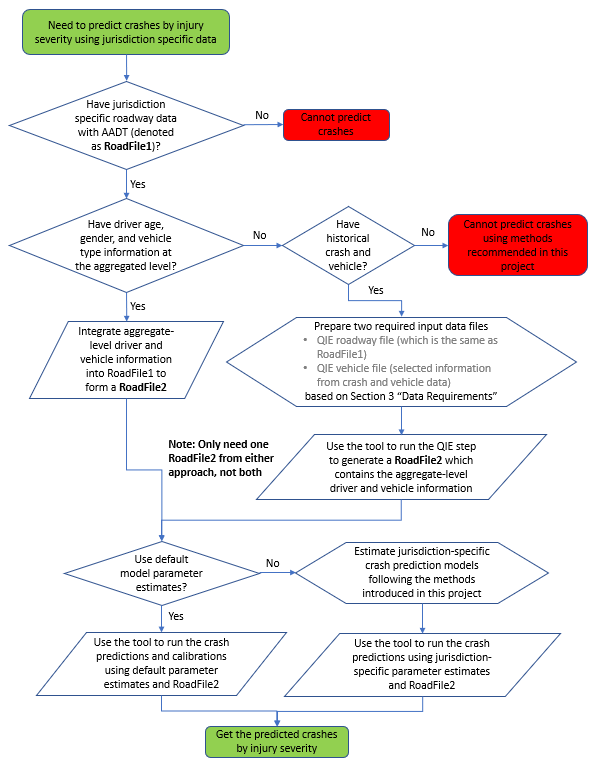 Need to predict crashes by injury
severity using jurisdiction specific data
Have jurisdiction
specific roadway data
with AADT (denoted
as RoadFile1)?
No
Cannot predict
crashes
Yes
Have driver age,
gender, and vehicle
type information at
the aggregated level?
No
Have
historical
crash and
vehicle?
No
Cannot predict crashes
using methods
recommended in this
project
Yes
Yes
Integrate aggregate-
level driver and
vehicle information
into RoadFile1 to
form a RoadFile2
Prepare two required input data files
• QIE roadway file (which is the same as
RoadFile1)
• QIE vehicle file (selected information
from crash and vehicle data)
based on Section 3 “Data Requirements”
Note: Only need one
RoadFile2 from either
approach, not both
Use the tool to run the QIE step
to generate a RoadFile2 which
contains the aggregate-level
driver and vehicle information
Use default
model parameter
estimates?
No
Estimate jurisdiction-specific
crash prediction models
following the methods
introduced in this project
Yes
Use the tool to run the crash
predictions and calibrations
using default parameter
estimates and RoadFile2
Use the tool to run the crash
predictions using jurisdiction-
specific parameter estimates
and RoadFile2
Get the predicted crashes
by injury severity